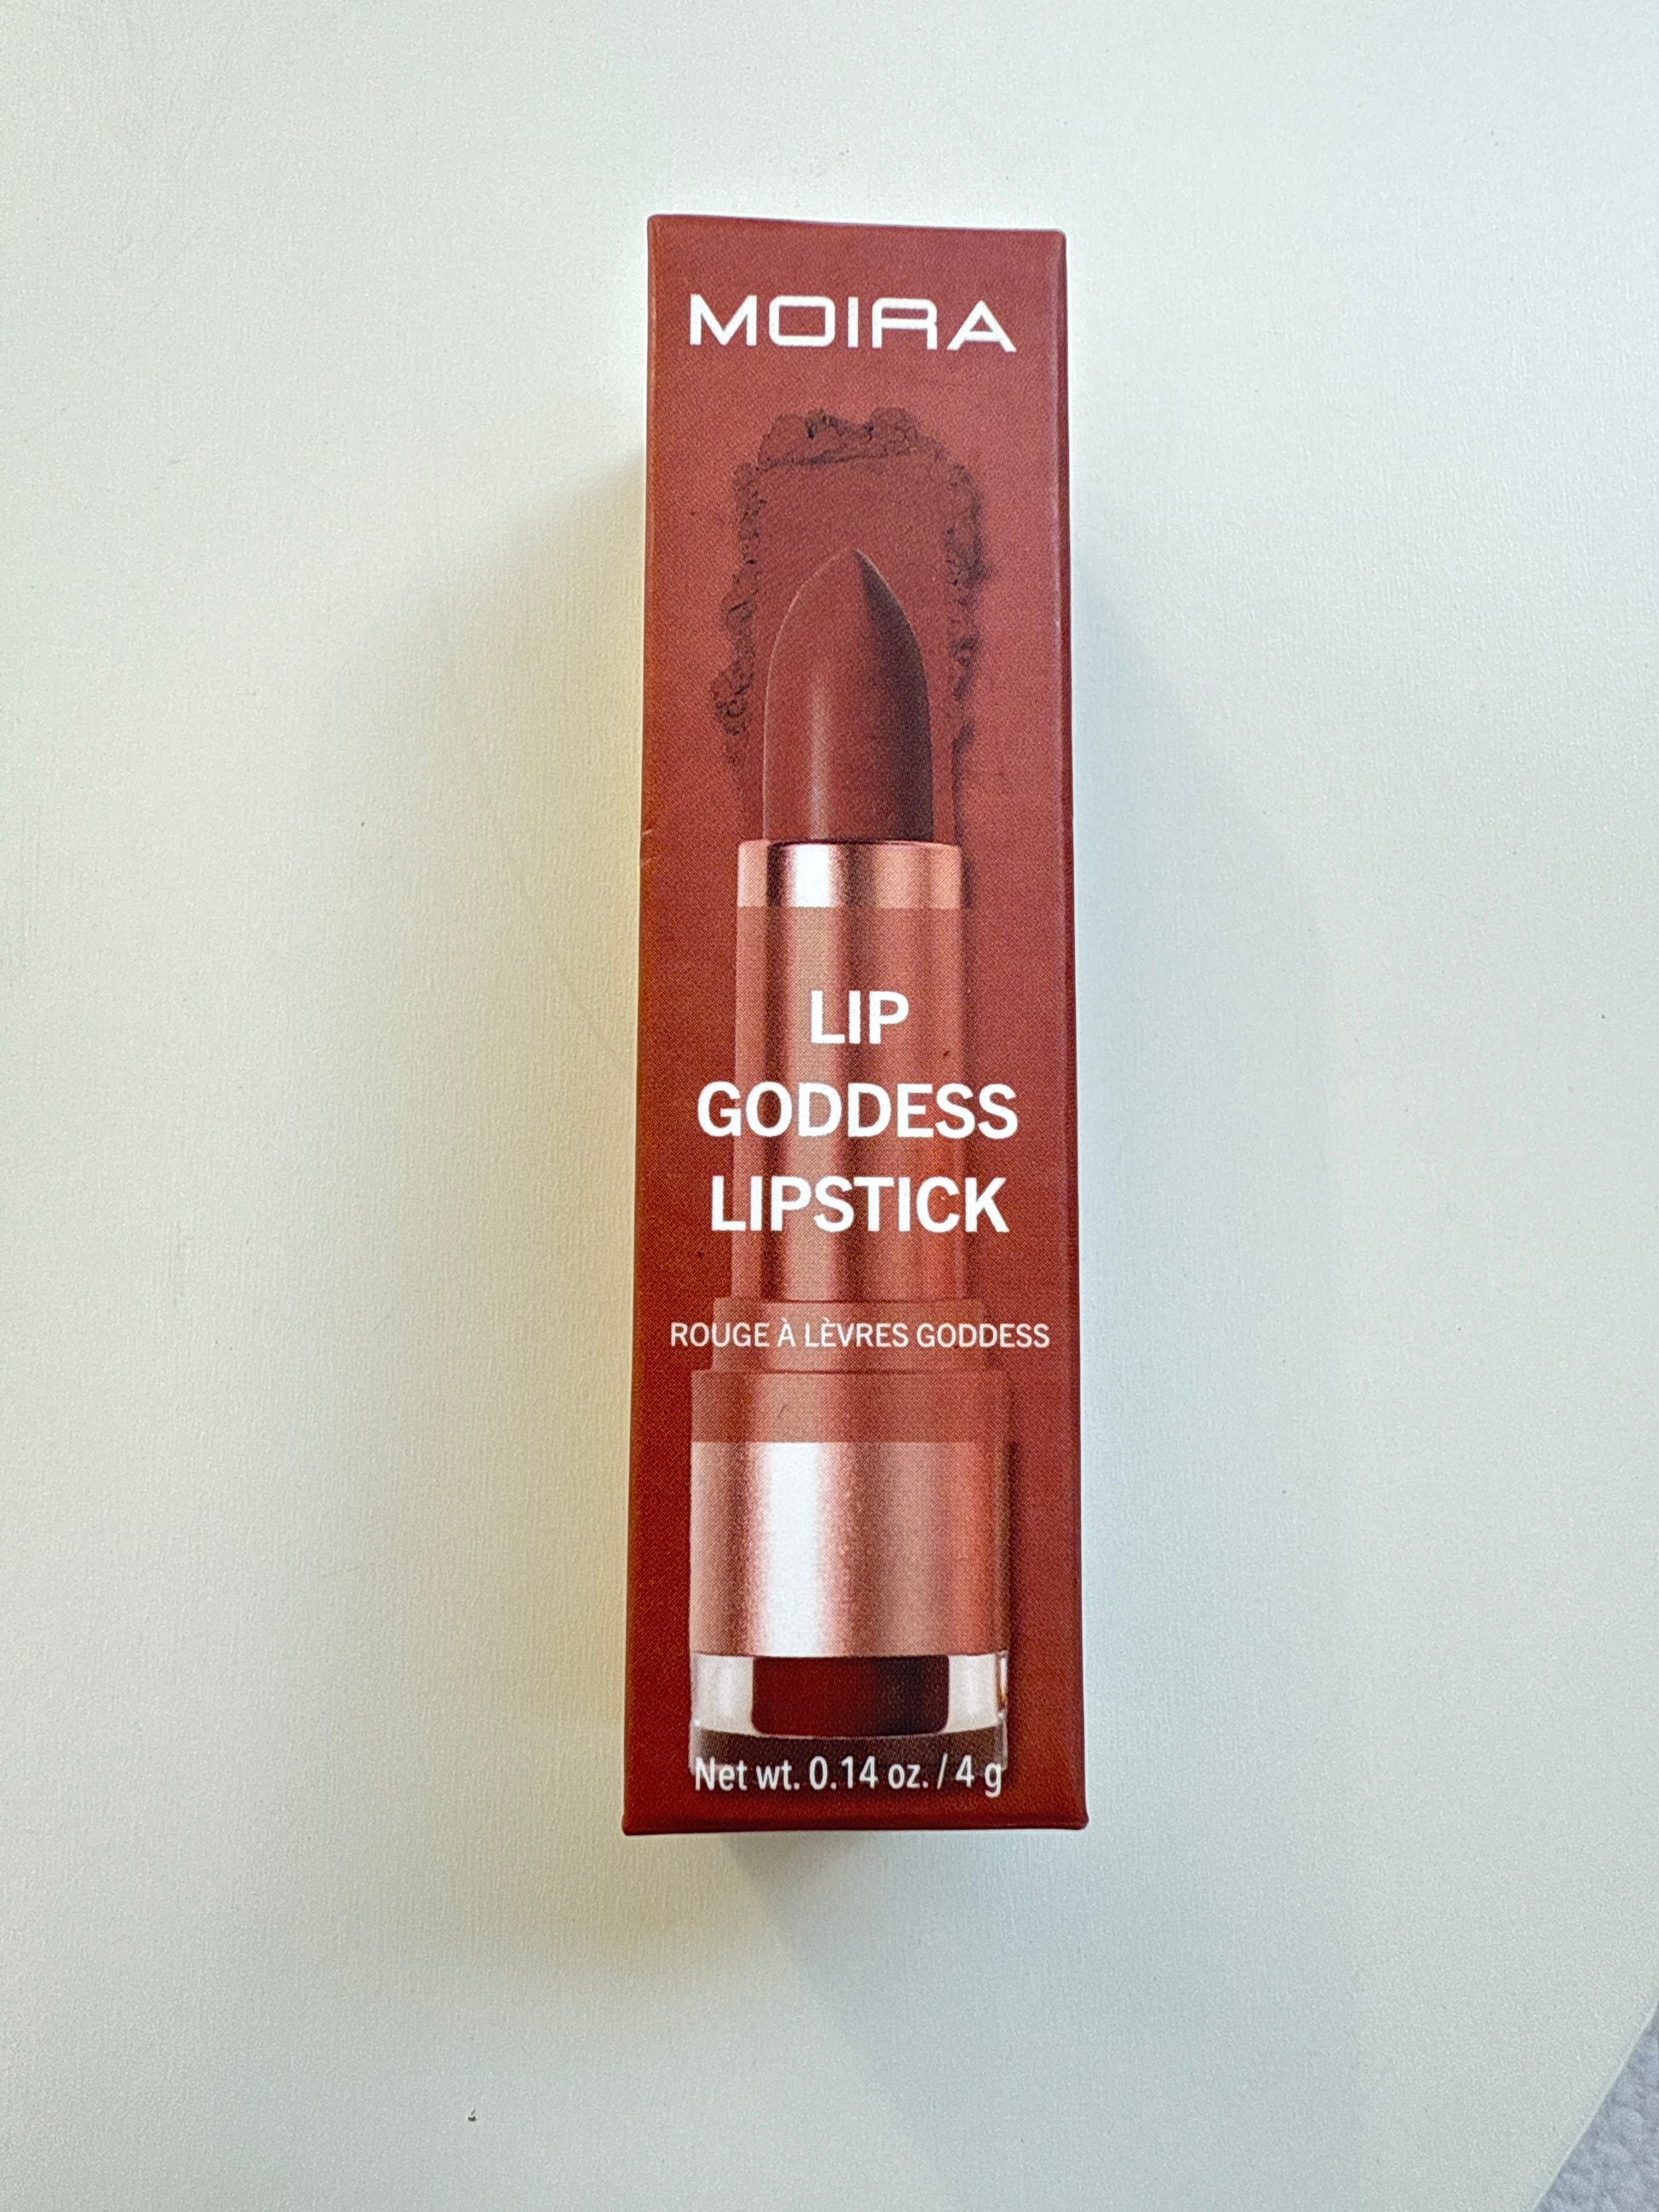 MOIRA
LIP
GODDESS
LIPSTICK
ROUGE À LÈVRES GODDESS
Net wt. 0.14 oz. / 4 g